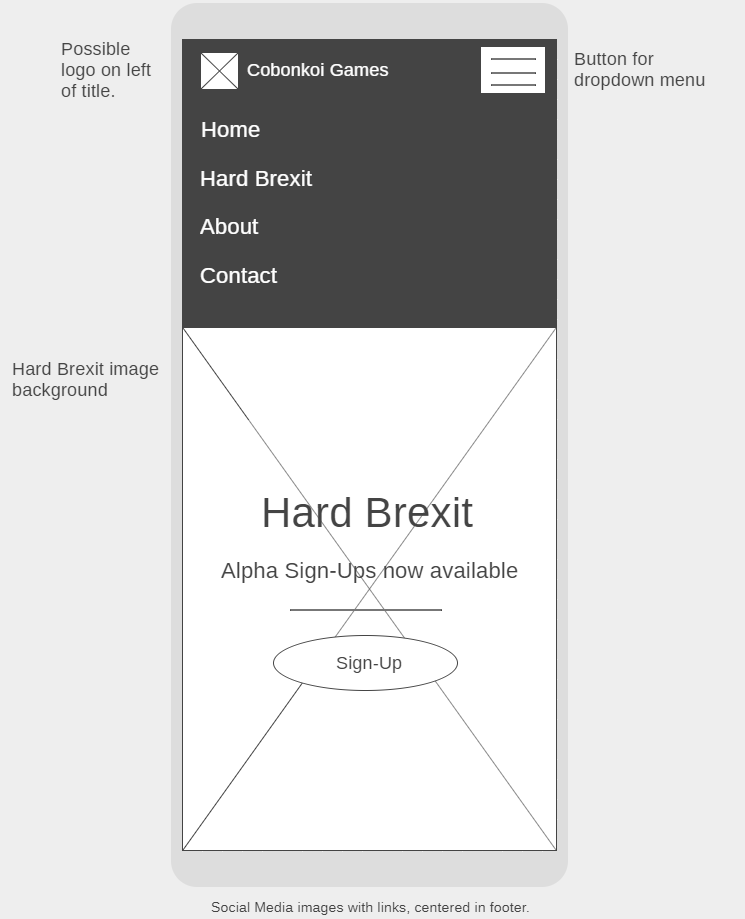 Possible
logo on left
of title.
Cobonkoi Games
Button for
dropdown menu
Home
Hard Brexit
About
Contact
Hard Brexit image
background
Hard Brexit
Alpha Sign-Ups now available
Sign-Up
Social Media images with links, centered in footer.